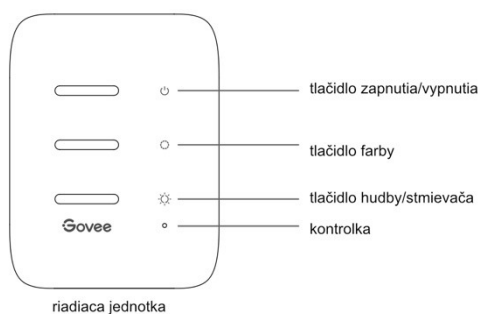 tlačidlo zapnutia/vypnutia
tlačidlo farby
tlačidlo hudby/stmievača
Govee
kontrolka
riadiaca jednotka